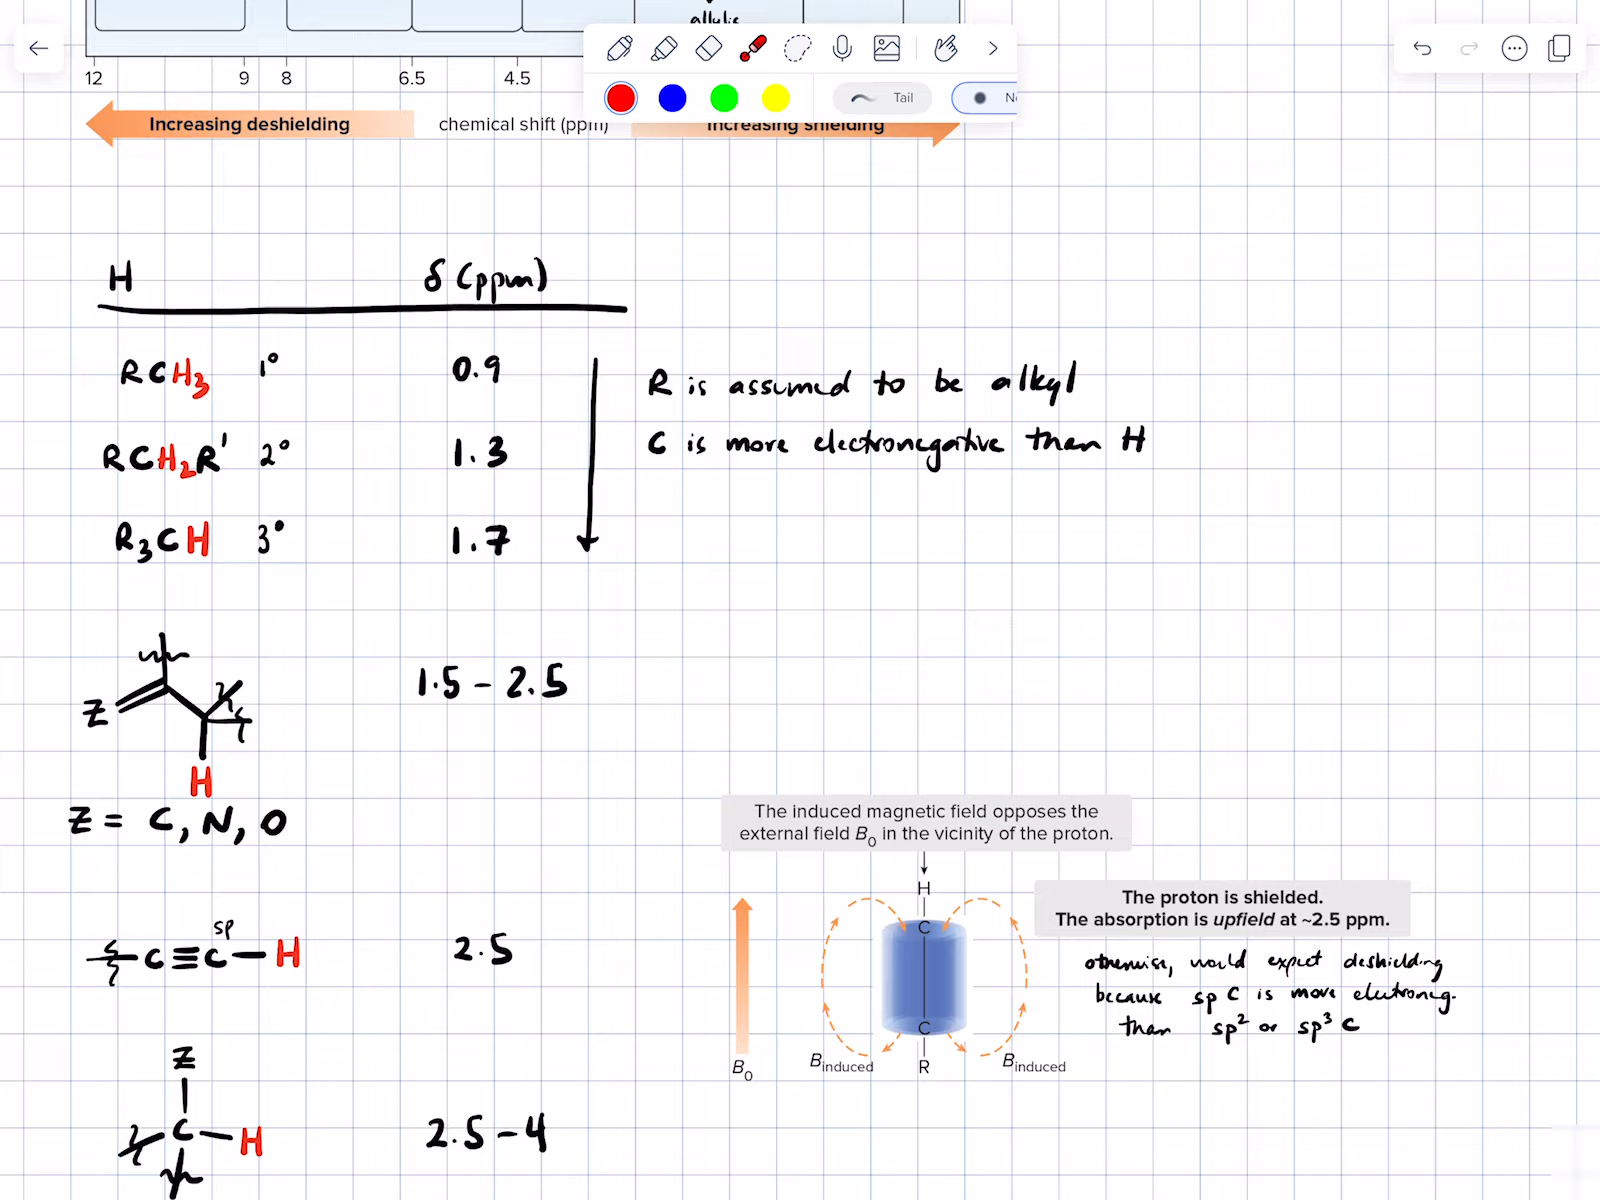 allylic
12 9 8 6.5 4.5
Tail
Increasing deshielding chemical shift (ppm) Increasing shielding
H δ (ppm)
RCH3 1° 0.9
R is assumed to be alkyl
RCH2R' 2° 1.3
C is more electronegative than H
R3CH 3° 1.7
1.5 - 2.5
Z
H
Z = C, N, O
The induced magnetic field opposes the
external field B0 in the vicinity of the proton.
H
C
C
R
B0
Binduced
Binduced
The proton is shielded.
The absorption is upfield at ~2.5 ppm.
otherwise, would expect deshielding
because sp C is more electroneg.
than sp² or sp³ C
sp
C≡C-H 2.5
Z
C-H 2.5-4